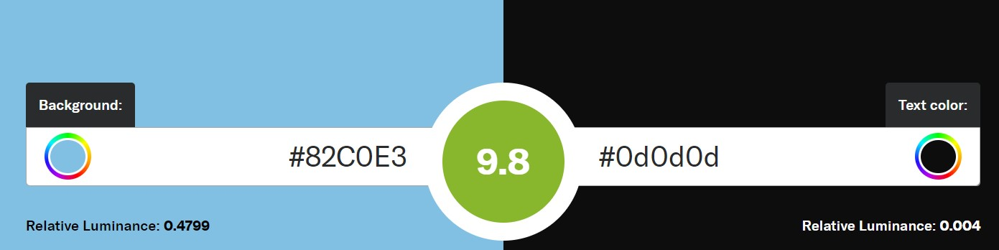 Background:
Text color:
#82C0E3
9.8
#0d0d0d
Relative Luminance: 0.4799
Relative Luminance: 0.004